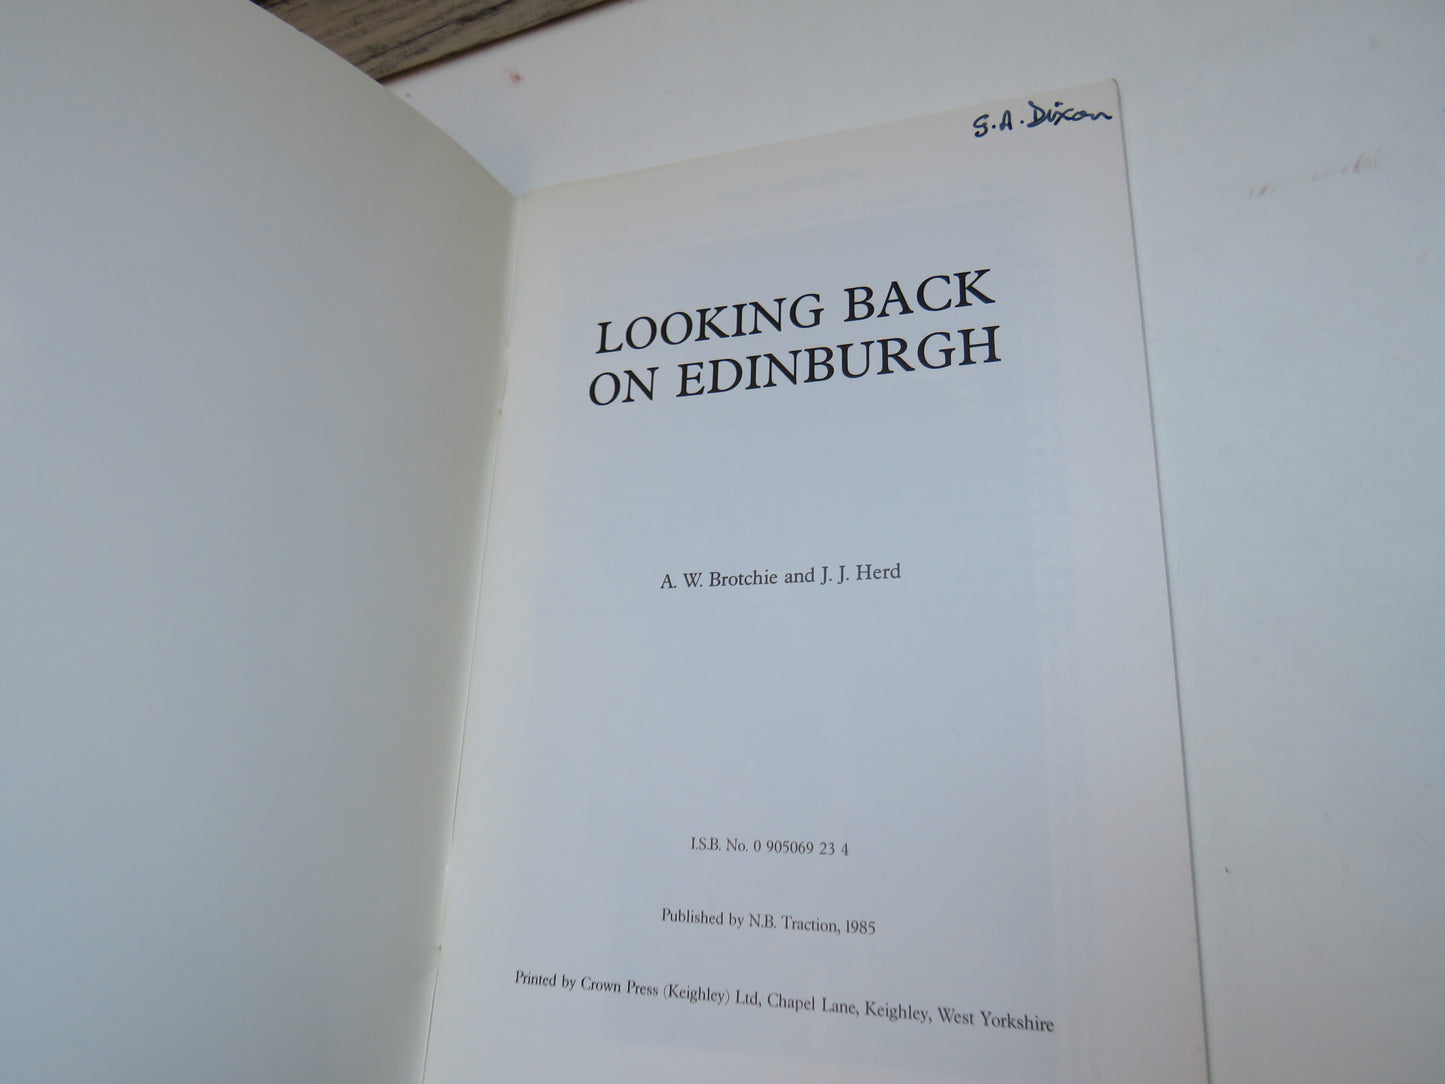 G.A. Dixon
LOOKING BACK
ON EDINBURGH
A. W. Brotchie and J. J. Herd
I.S.B. No. 0 905069 23 4
Published by N.B. Traction, 1985
Printed by Crown Press (Keighley) Ltd, Chapel Lane, Keighley, West Yorkshire